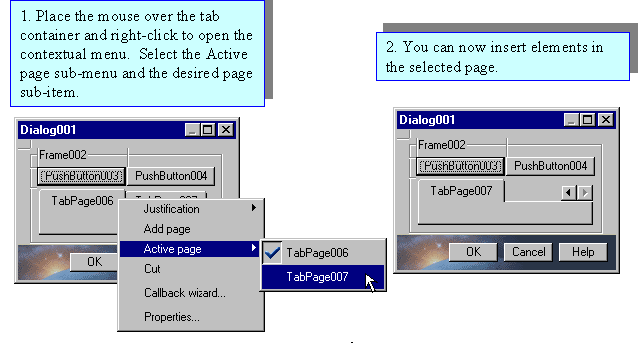 1. Place the mouse over the tab
container and right-click to open the
contextual menu. Select the Active
page sub-menu and the desired page
sub-item.
2. You can now insert elements in
the selected page.
Dialog001
Frame002
PushButton003 PushButton004
TabPage006
OK
Justification
Add page
Active page
Cut
Callback wizard...
Properties...
TabPage006
TabPage007
Dialog001
Frame002
PushButton003 PushButton004
TabPage007
OK Cancel Help